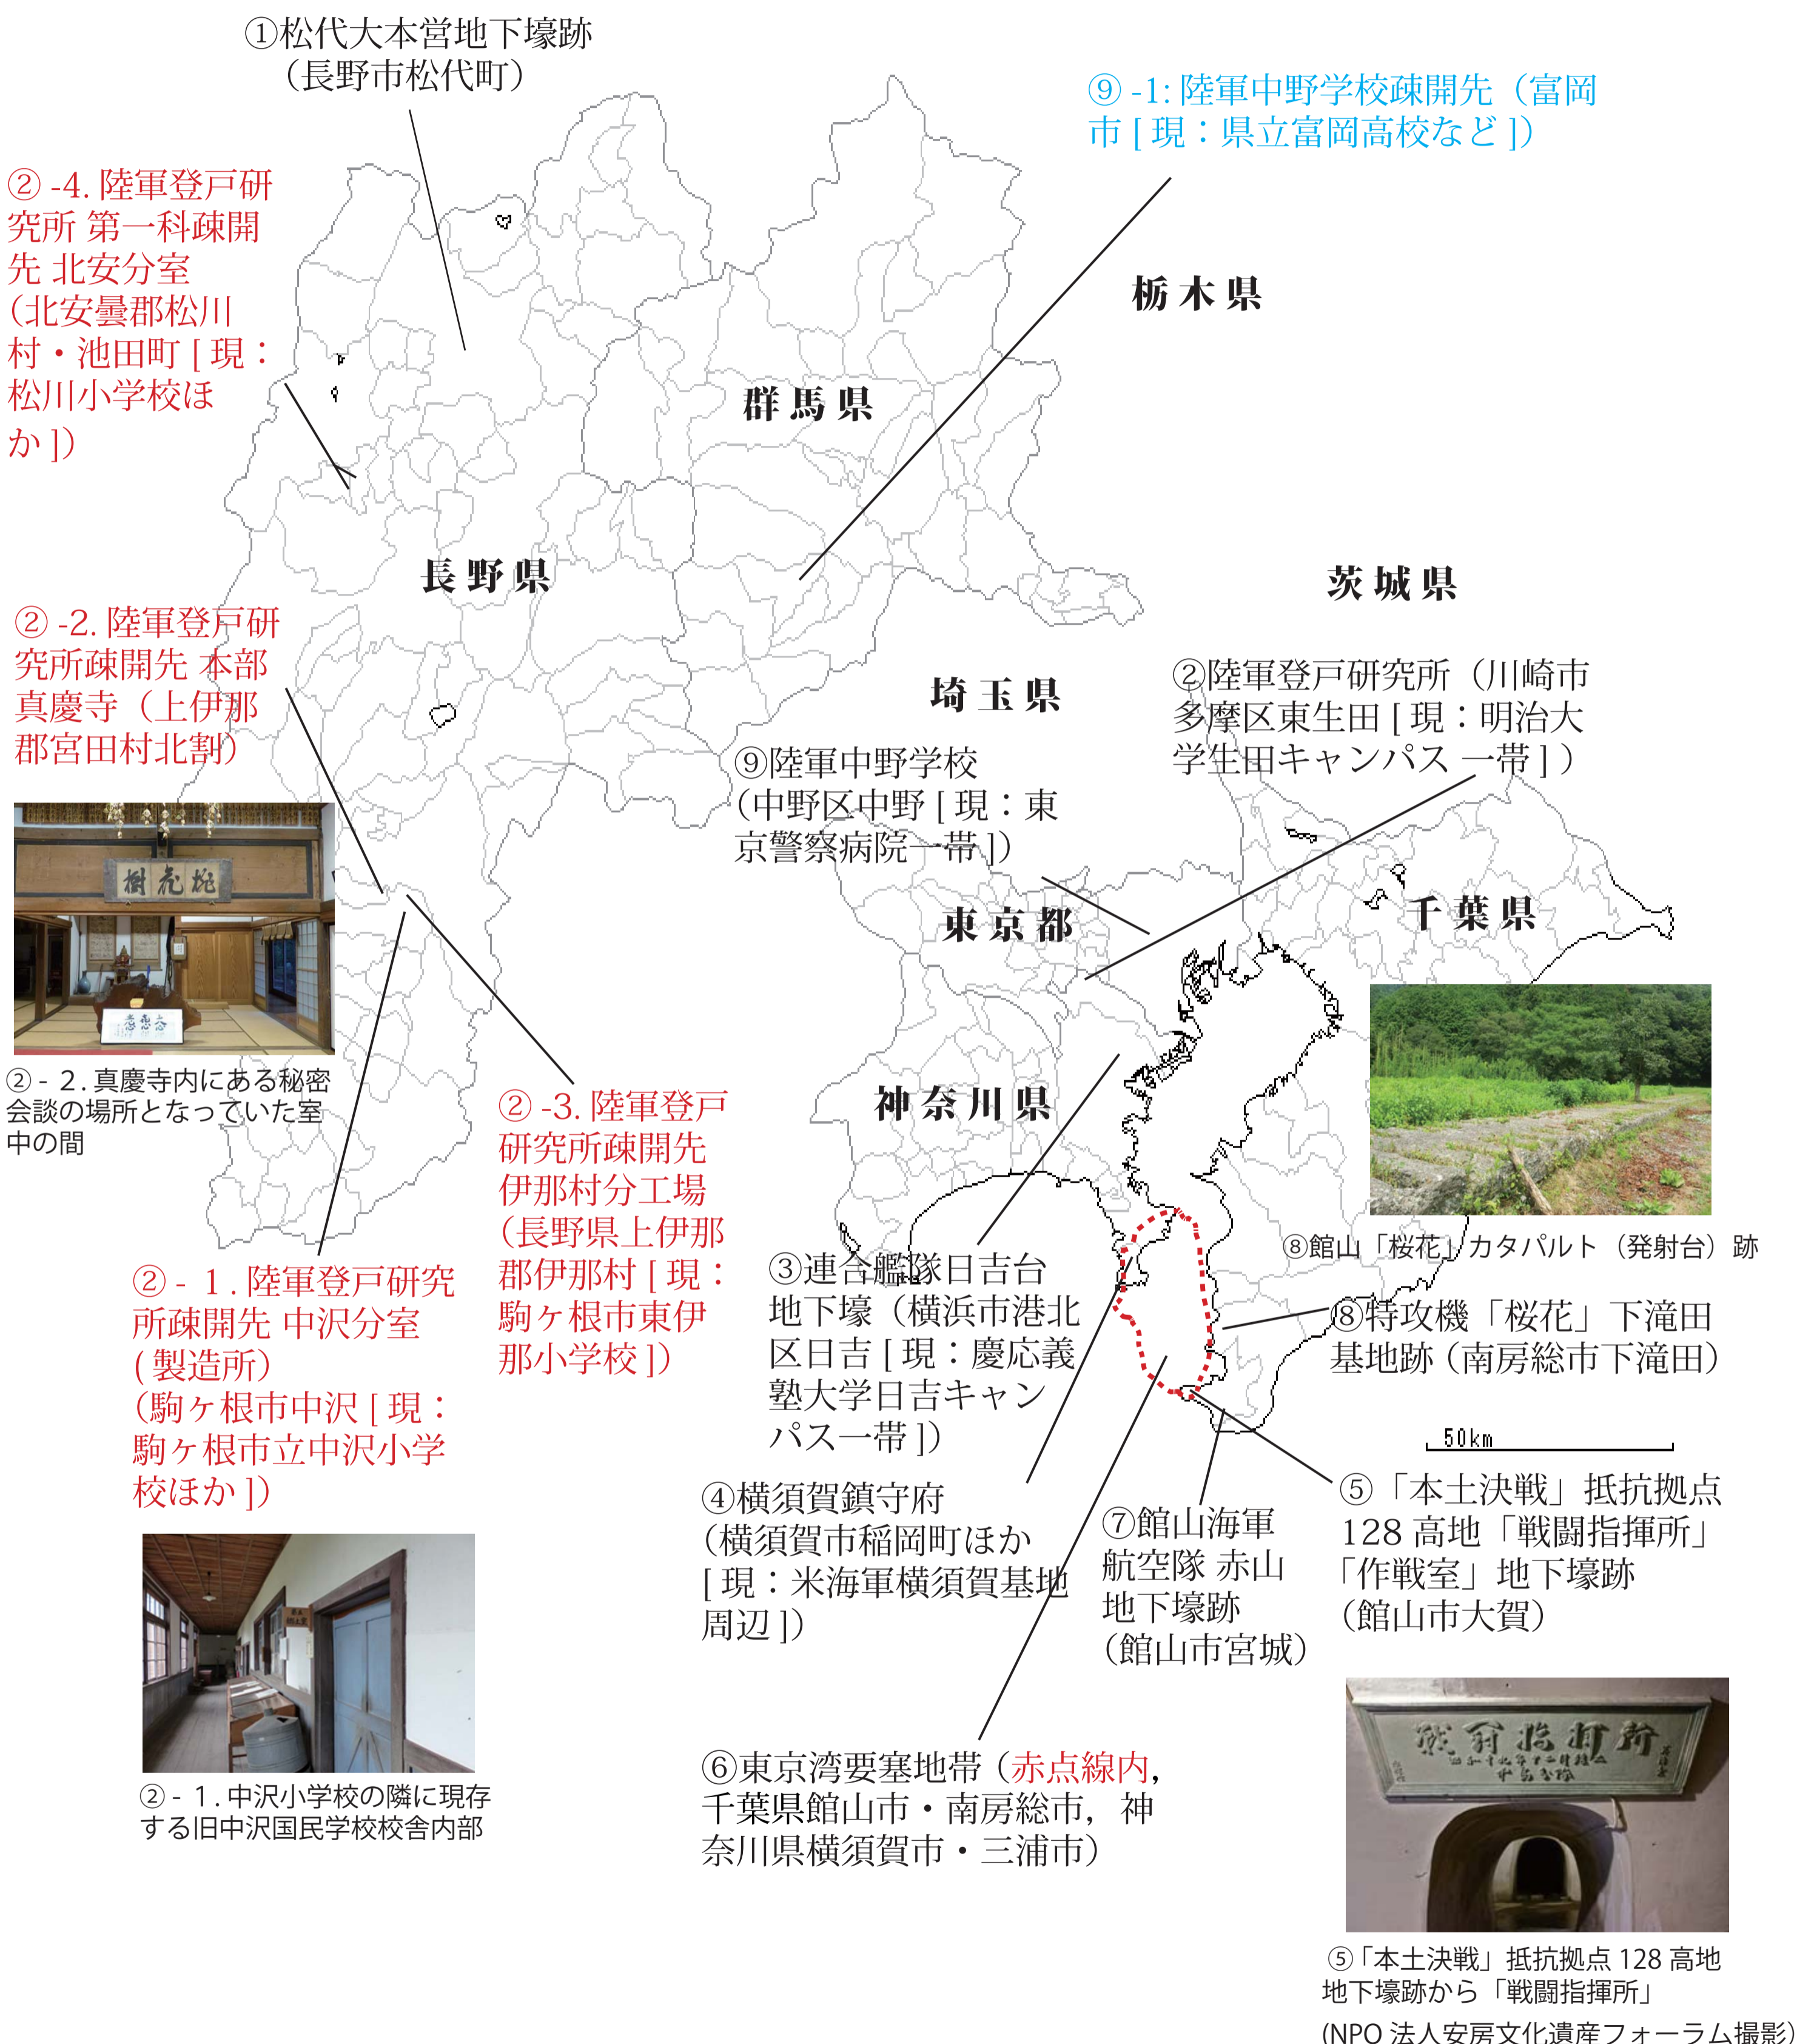 ①松代大本営地下壕跡
（長野市松代町）
⑨ -1: 陸軍中野学校疎開先（富岡
市 [ 現：県立富岡高校など ]）
② -4. 陸軍登戸研
究所 第一科疎開
先 北安分室
（北安曇郡松川
村・池田町 [ 現：
松川小学校ほ
か ]）
栃木県
群馬県
長野県
茨城県
② -2. 陸軍登戸研
究所疎開先 本部
真慶寺（上伊那
郡宮田村北割）
埼玉県
②陸軍登戸研究所（川崎市
多摩区東生田 [ 現：明治大
学生田キャンパス 一帯 ] ）
⑨陸軍中野学校
（中野区中野 [ 現：東
京警察病院一帯 ]）
東京都
千葉県
神奈川県
② - 2. 真慶寺内にある秘密
会談の場所となっていた室
中の間
② -3. 陸軍登戸
研究所疎開先
伊那村分工場
（長野県上伊那
郡伊那村 [ 現：
駒ヶ根市東伊
那小学校 ]）
② - 1. 陸軍登戸研究
所疎開先 中沢分室
( 製造所）
（駒ヶ根市中沢 [ 現：
駒ヶ根市立中沢小学
校ほか ]）
⑧館山「桜花」カタパルト（発射台）跡
③連合艦隊日吉台
地下壕（横浜市港北
区日吉 [ 現：慶応義
塾大学日吉キャン
パス一帯 ]）
⑧特攻機「桜花」下滝田
基地跡（南房総市下滝田）
50km
④横須賀鎮守府
（横須賀市稲岡町ほか
[ 現：米海軍横須賀基地
周辺 ]）
⑦館山海軍
航空隊 赤山
地下壕跡
（館山市宮城）
⑤「本土決戦」抵抗拠点
128 高地「戦闘指揮所」
「作戦室」地下壕跡
（館山市大賀）
② - 1. 中沢小学校の隣に現存
する旧中沢国民学校校舎内部
⑥東京湾要塞地帯（赤点線内，
千葉県館山市・南房総市，神
奈川県横須賀市・三浦市）
⑤「本土決戦」抵抗拠点 128 高地
地下壕跡から「戦闘指揮所」
(NPO 法人安房文化遺産フォーラム撮影)